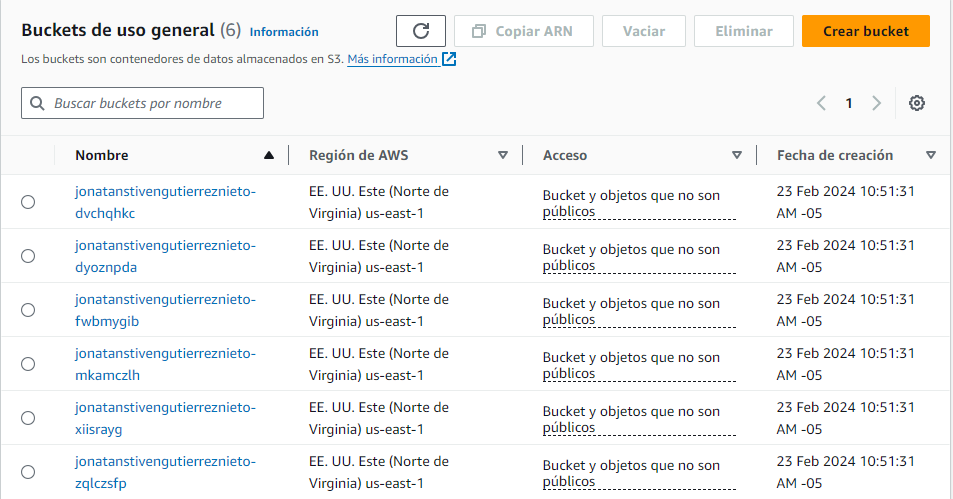 Buckets de uso general (6) Información
Copiar ARN Vaciar Eliminar Crear bucket
Los buckets son contenedores de datos almacenados en S3. Más información
Buscar buckets por nombre
1
Nombre Región de AWS Acceso Fecha de creación
jonatanstivengutierreznieto- EE. UU. Este (Norte de Bucket y objetos que no son 23 Feb 2024 10:51:31
dvchqhkc Virginia) us-east-1 públicos AM -05
jonatanstivengutierreznieto- EE. UU. Este (Norte de Bucket y objetos que no son 23 Feb 2024 10:51:31
dyoznpda Virginia) us-east-1 públicos AM -05
jonatanstivengutierreznieto- EE. UU. Este (Norte de Bucket y objetos que no son 23 Feb 2024 10:51:31
fwbmygib Virginia) us-east-1 públicos AM -05
jonatanstivengutierreznieto- EE. UU. Este (Norte de Bucket y objetos que no son 23 Feb 2024 10:51:31
mkamczlh Virginia) us-east-1 públicos AM -05
jonatanstivengutierreznieto- EE. UU. Este (Norte de Bucket y objetos que no son 23 Feb 2024 10:51:31
xiisrayg Virginia) us-east-1 públicos AM -05
jonatanstivengutierreznieto- EE. UU. Este (Norte de Bucket y objetos que no son 23 Feb 2024 10:51:31
zqlczsfp Virginia) us-east-1 públicos AM -05